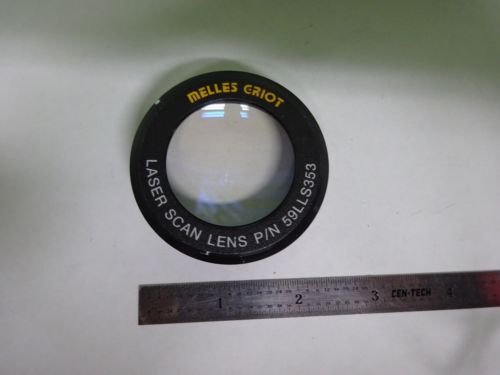 MELLES GRIOT
LASER SCAN LENS P/N 59LLS353
1 2 3 CEN-TECH 4